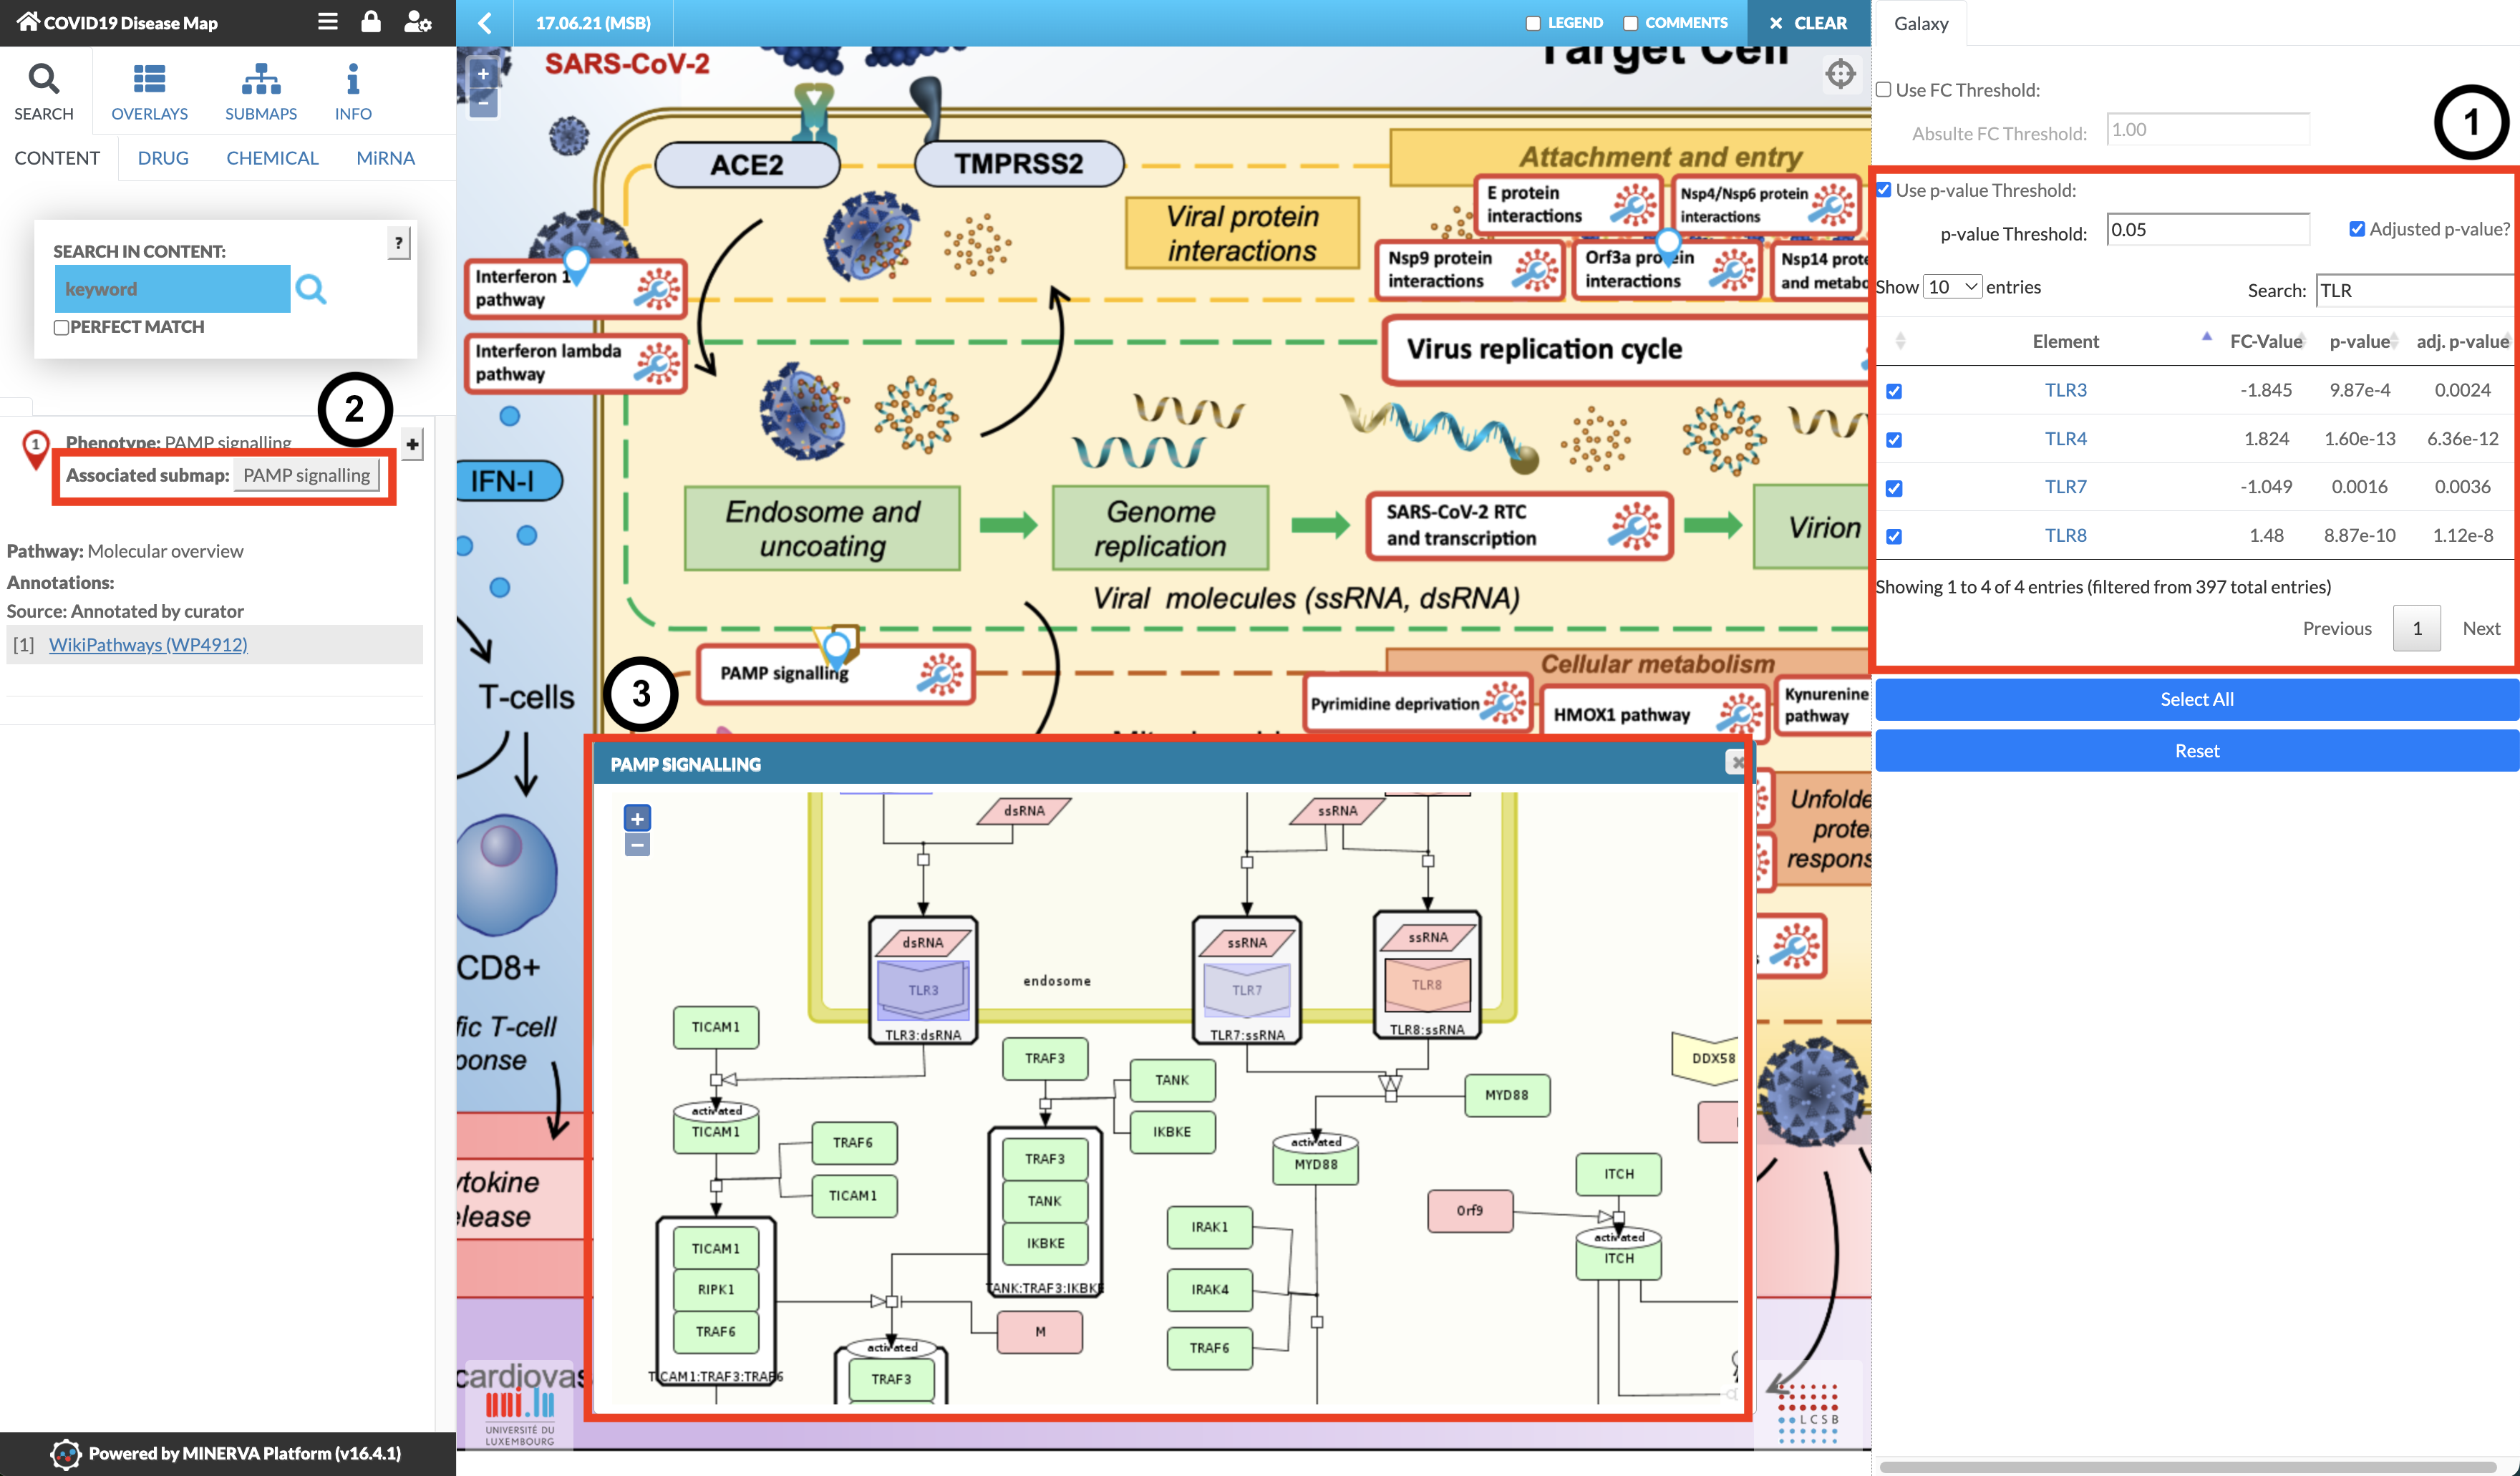 COVID19 Disease Map
SEARCH
OVERLAYS
SUBMAPS
INFO
CONTENT
DRUG
CHEMICAL
MiRNA
SEARCH IN CONTENT:
?
keyword
PERFECT MATCH
2
1
Phenotype: PAMP signalling
+
Associated submap: PAMP signalling
Pathway: Molecular overview
Annotations:
Source: Annotated by curator
[1] WikiPathways (WP4912)
Powered by MINERVA Platform (v16.4.1)
17.06.21 (MSB)
LEGEND
COMMENTS
× CLEAR
+
−
SARS-CoV-2
Target Cell
ACE2
TMPRSS2
Attachment and entry
Viral protein
interactions
E protein
interactions
Nsp4/Nsp6 protein
interactions
Nsp9 protein
interactions
Orf3a protein
interactions
Nsp14 prote
and metabo
Interferon 1
pathway
Interferon lambda
pathway
Virus replication cycle
IFN-I
Endosome and
uncoating
Genome
replication
SARS-CoV-2 RTC
and transcription
Virion
Viral molecules (ssRNA, dsRNA)
PAMP signalling
Cellular metabolism
Pyrimidine deprivation
HMOX1 pathway
Kynurenine
pathway
T-cells
3
CD8+
fic T-cell
ponse
Unfolde
prote
respons
ytokine
elease
cardiovas
uni.lu
UNIVERSITÉ DU
LUXEMBOURG
LCSB
PAMP SIGNALLING
×
+
−
dsRNA
ssRNA
dsRNA
TLR3
TLR3:dsRNA
endosome
ssRNA
TLR7
TLR7:ssRNA
ssRNA
TLR8
TLR8:ssRNA
TICAM1
TRAF3
TANK
IKBKE
MYD88
DDX58
activated
TICAM1
TRAF6
TICAM1
TRAF3
TANK
IKBKE
TANK:TRAF3:IKBKE
activated
MYD88
ITCH
Orf9
activated
ITCH
IRAK1
IRAK4
TRAF6
TICAM1
RIPK1
TRAF6
TICAM1:TRAF3:TRAF6
M
activated
TRAF3
Galaxy
1
Use FC Threshold:
Absulte FC Threshold: 1.00
Use p-value Threshold:
p-value Threshold: 0.05
Adjusted p-value?
Show 10 entries
Search: TLR
Element FC-Value p-value adj. p-value
TLR3 -1.845 9.87e-4 0.0024
TLR4 1.824 1.60e-13 6.36e-12
TLR7 -1.049 0.0016 0.0036
TLR8 1.48 8.87e-10 1.12e-8
Showing 1 to 4 of 4 entries (filtered from 397 total entries)
Previous 1 Next
Select All
Reset